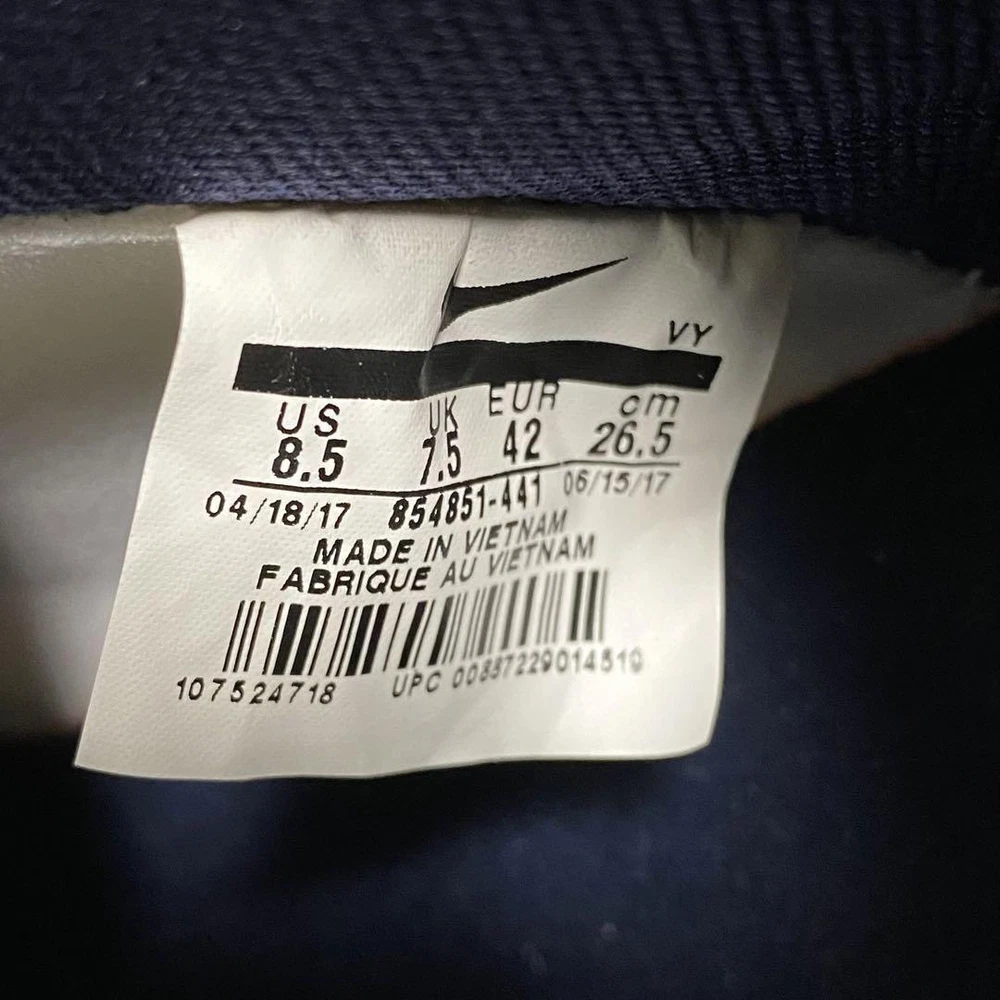 VY
US UK EUR cm
8.5 7.5 42 26.5
04/18/17 854851-441 06/15/17
MADE IN VIETNAM
FABRIQUE AU VIETNAM
107524718 UPC 00887229014519